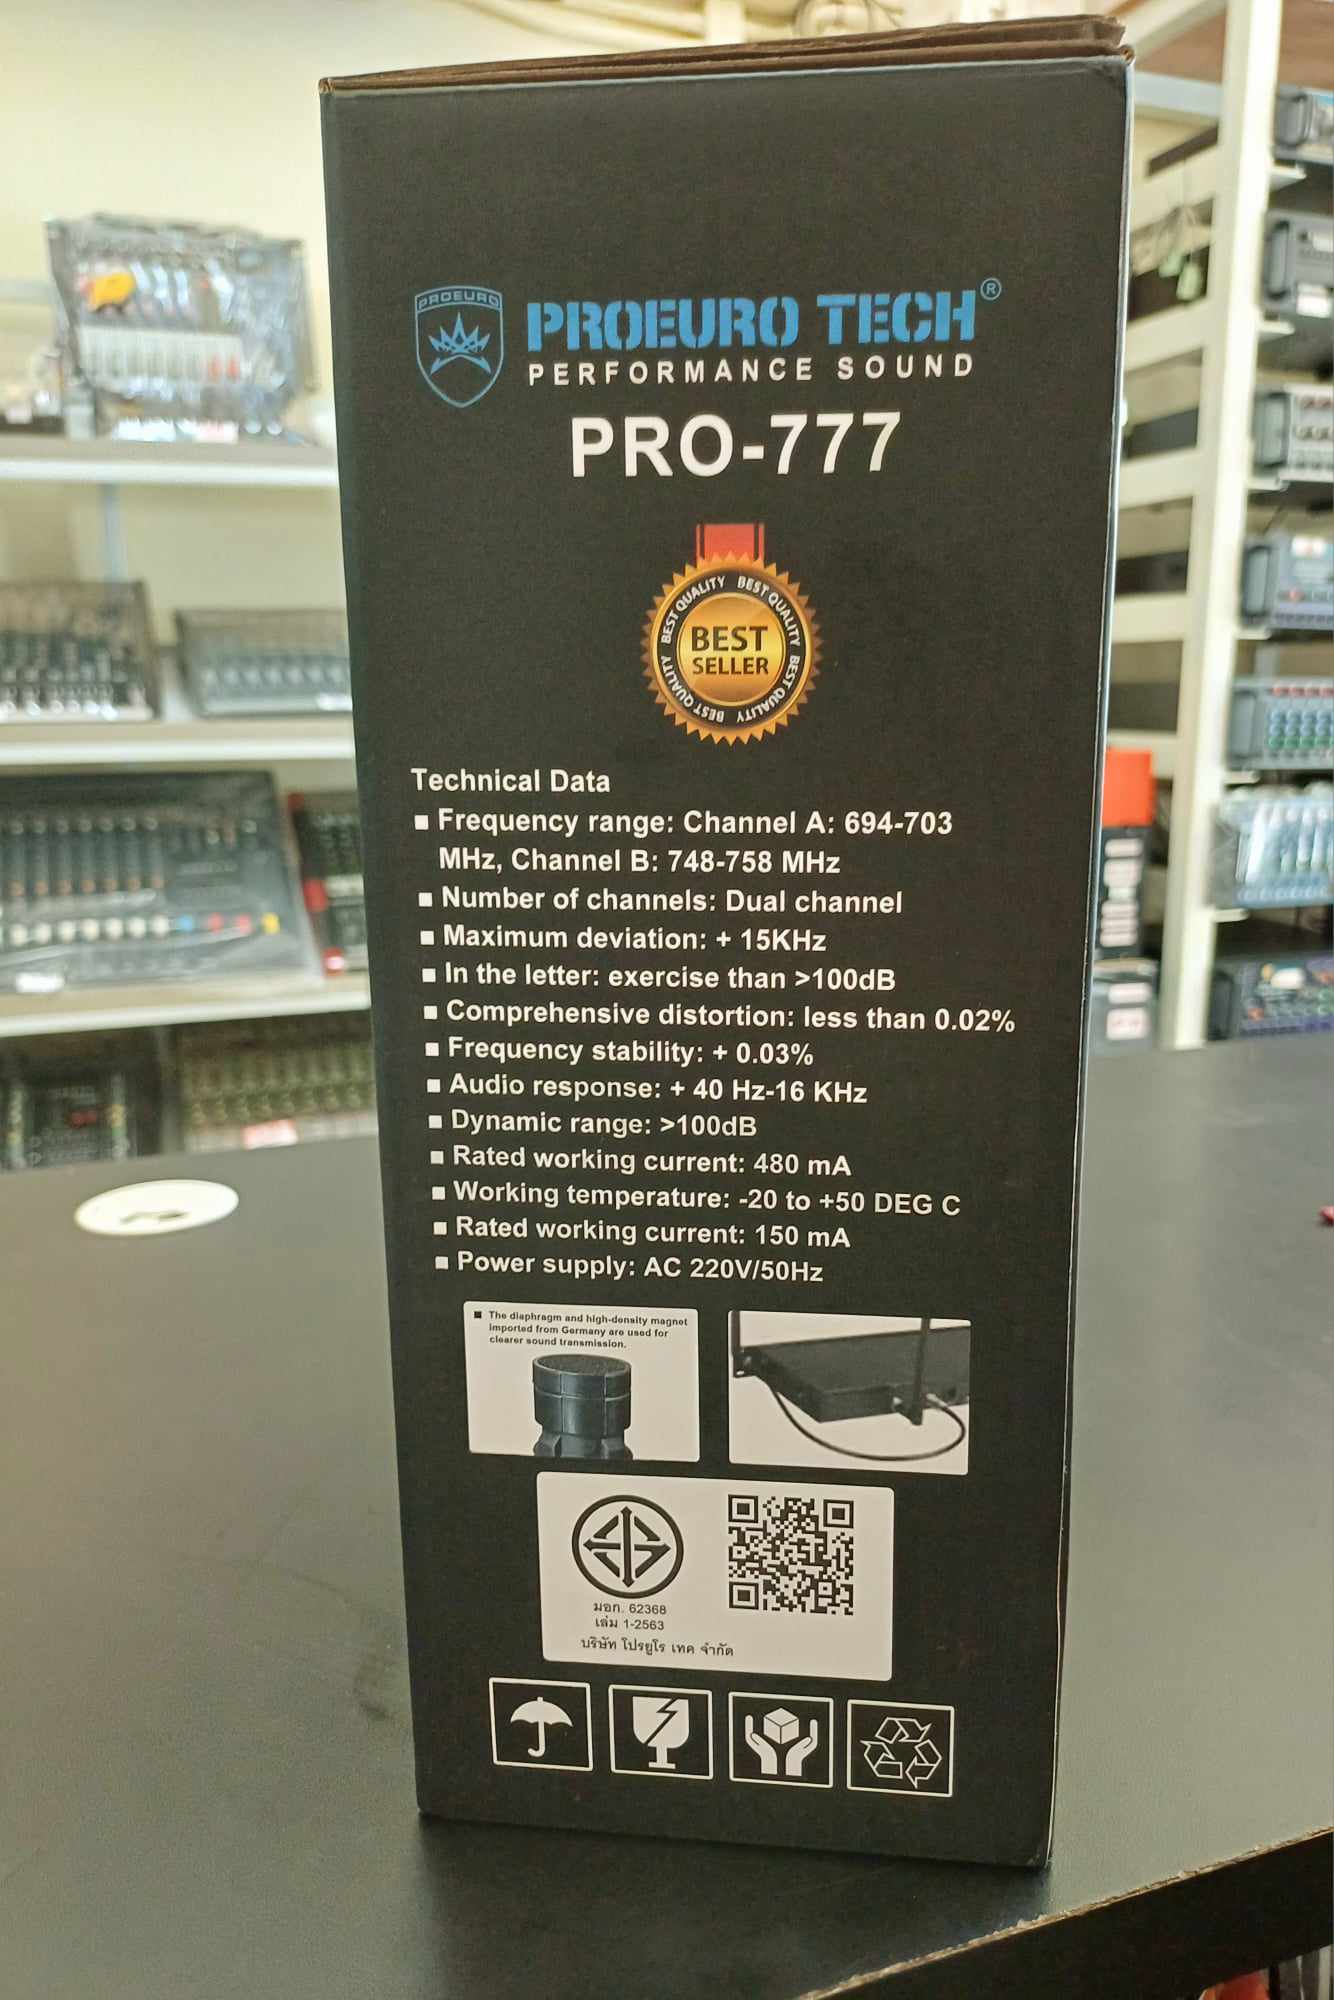 PROEURO
PROEURO TECH®
PERFORMANCE SOUND
PRO-777
BEST QUALITY BEST QUALITY BEST QUALITY BEST QUALITY
BEST
SELLER
Technical Data
■ Frequency range: Channel A: 694-703
MHz, Channel B: 748-758 MHz
■ Number of channels: Dual channel
■ Maximum deviation: + 15KHz
■ In the letter: exercise than >100dB
■ Comprehensive distortion: less than 0.02%
■ Frequency stability: + 0.03%
■ Audio response: + 40 Hz-16 KHz
■ Dynamic range: >100dB
■ Rated working current: 480 mA
■ Working temperature: -20 to +50 DEG C
■ Rated working current: 150 mA
■ Power supply: AC 220V/50Hz
■ The diaphragm and high-density magnet
imported from Germany are used for
clearer sound transmission.
มอก. 62368
เล่ม 1-2563
บริษัท โปรยูโร เทค จำกัด